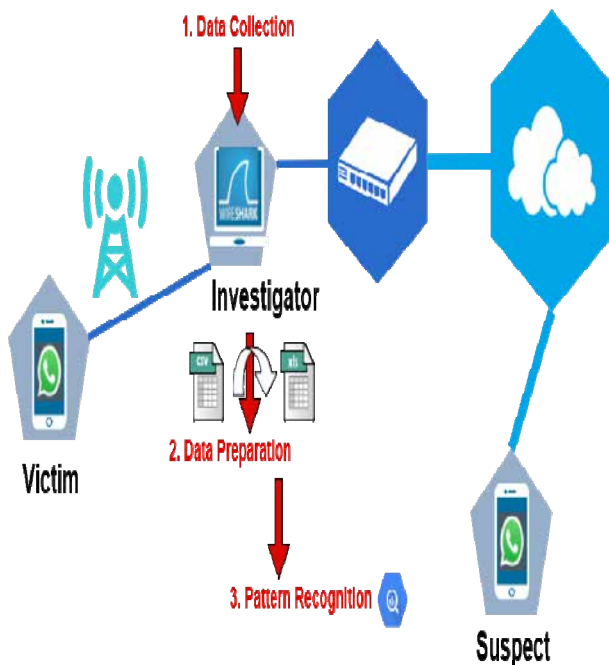 1. Data Collection
WIRESHARK
Investigator
csv
xls
2. Data Preparation
Victim
3. Pattern Recognition
Suspect